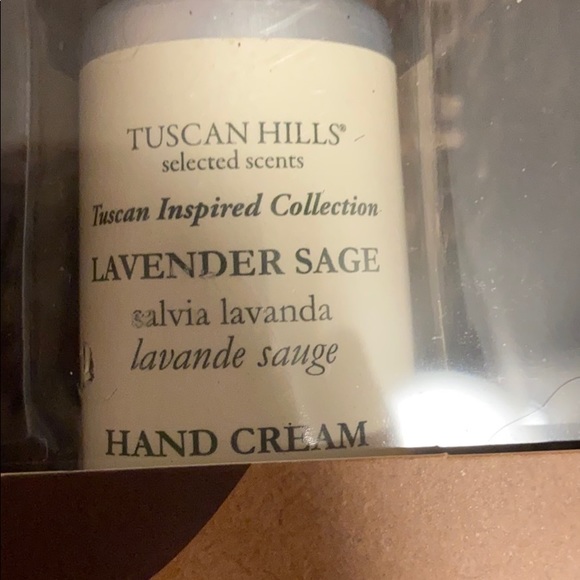 TUSCAN HILLS®
selected scents
Tuscan Inspired Collection
LAVENDER SAGE
salvia lavanda
lavande sauge
HAND CREAM